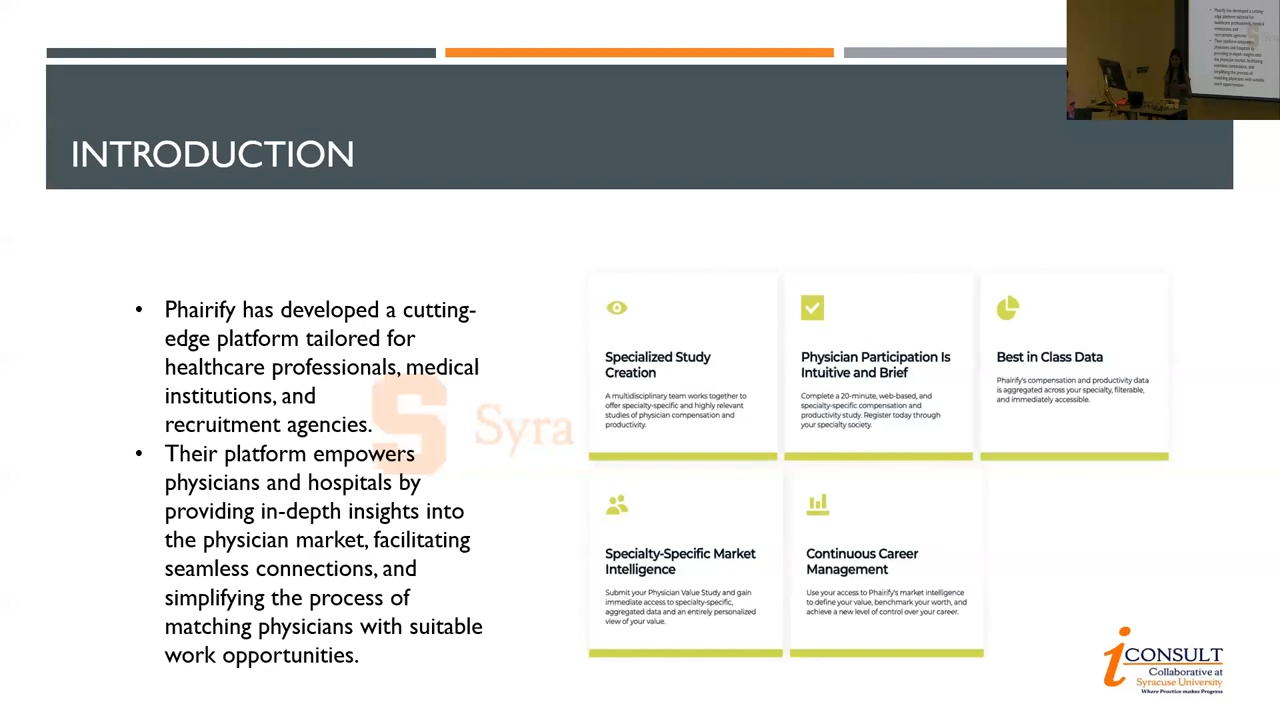 INTRODUCTION
• Phairify has developed a cutting-
edge platform tailored for
healthcare professionals, medical
institutions, and
recruitment agencies.
• Their platform empowers
physicians and hospitals by
providing in-depth insights into
the physician market, facilitating
seamless connections, and
simplifying the process of
matching physicians with suitable
work opportunities.
Syra
Specialized Study
Creation
A multidisciplinary team works together to
offer specialty-specific and highly relevant
studies of physician compensation and
productivity.
Physician Participation Is
Intuitive and Brief
Complete a 20-minute, web-based, and
specialty-specific compensation and
productivity study. Register today through
your specialty society.
Best in Class Data
Phairify's compensation and productivity data
is aggregated across your specialty, filterable,
and immediately accessible.
Specialty-Specific Market
Intelligence
Submit your Physician Value Study and gain
immediate access to specialty-specific,
aggregated data and an entirely personalized
view of your value.
Continuous Career
Management
Use your access to Phairify's market intelligence
to define your value, benchmark your worth, and
achieve a new level of control over your career.
iCONSULT
Collaborative at
Syracuse University
Where Practice makes Progress